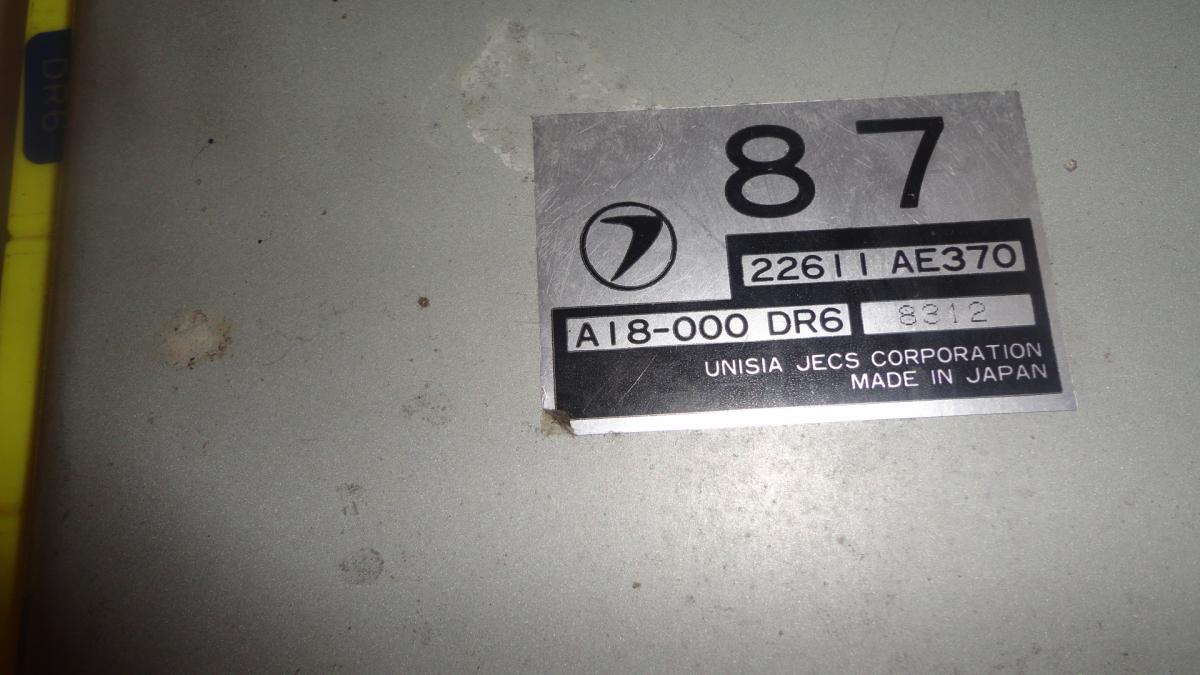 DR6
87
22611 AE370
A18-000 DR6 8312
UNISIA JECS CORPORATION
MADE IN JAPAN